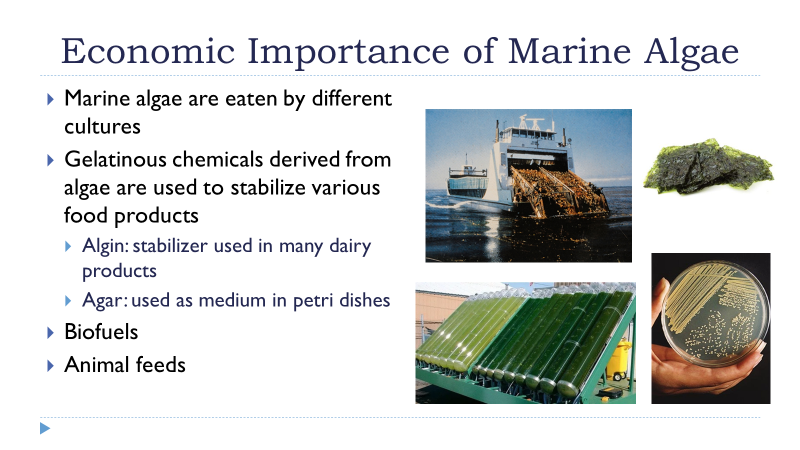 Economic Importance of Marine Algae
Marine algae are eaten by different
cultures
Gelatinous chemicals derived from
algae are used to stabilize various
food products
Algin: stabilizer used in many dairy
products
Agar: used as medium in petri dishes
Biofuels
Animal feeds